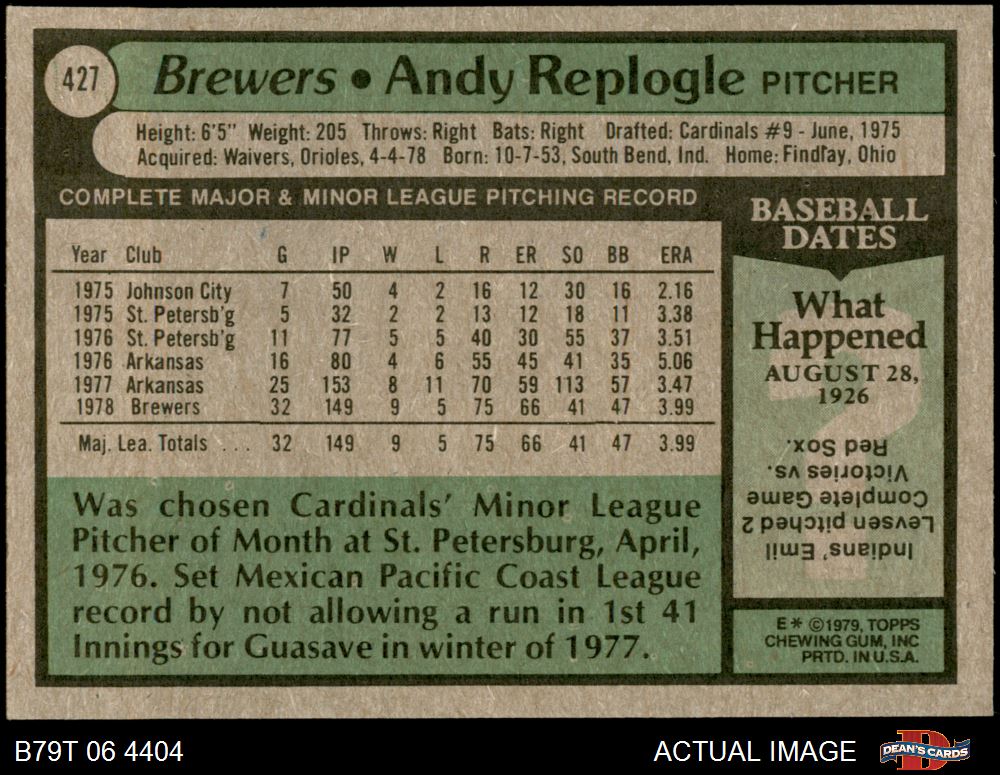 427
Brewers • Andy Replogle PITCHER
Height: 6'5" Weight: 205 Throws: Right Bats: Right Drafted: Cardinals #9 - June, 1975
Acquired: Waivers, Orioles, 4-4-78 Born: 10-7-53, South Bend, Ind. Home: Findlay, Ohio
COMPLETE MAJOR & MINOR LEAGUE PITCHING RECORD
Year Club G IP W L R ER SO BB ERA
1975 Johnson City 7 50 4 2 16 12 30 16 2.16
1975 St. Petersb'g 5 32 2 2 13 12 18 11 3.38
1976 St. Petersb'g 11 77 5 5 40 30 55 37 3.51
1976 Arkansas 16 80 4 6 55 45 41 35 5.06
1977 Arkansas 25 153 8 11 70 59 113 57 3.47
1978 Brewers 32 149 9 5 75 66 41 47 3.99
Maj. Lea. Totals ... 32 149 9 5 75 66 41 47 3.99
Was chosen Cardinals' Minor League
Pitcher of Month at St. Petersburg, April,
1976. Set Mexican Pacific Coast League
record by not allowing a run in 1st 41
Innings for Guasave in winter of 1977.
BASEBALL
DATES
What
Happened
AUGUST 28,
1926
Indians' Emil
Levsen pitched 2
Complete Game
Victories vs.
Red Sox.
E* ©1979, TOPPS
CHEWING GUM, INC
PRTD. IN U.S.A.
B79T 06 4404
ACTUAL IMAGE
DEAN'S CARDS